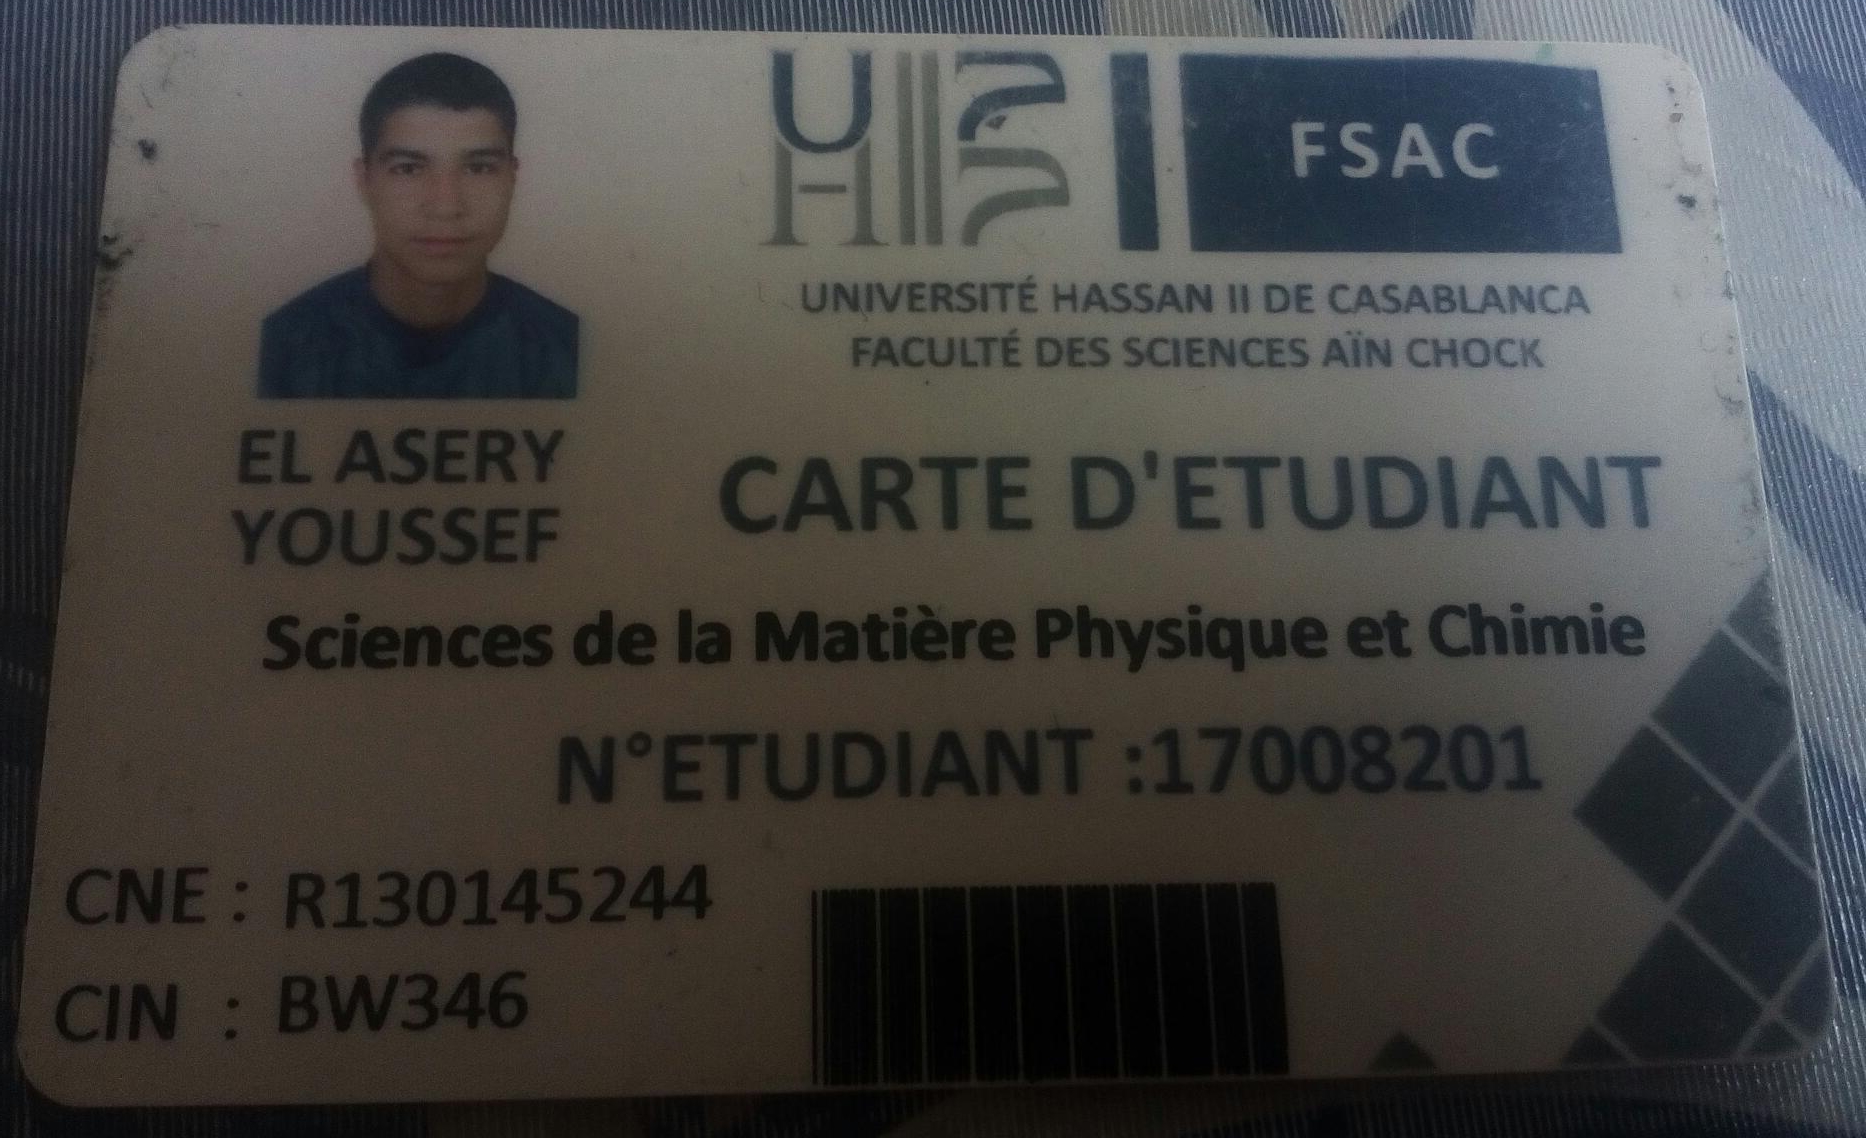 UH2C
FSAC
UNIVERSITÉ HASSAN II DE CASABLANCA
FACULTÉ DES SCIENCES AÏN CHOCK
EL ASERY
YOUSSEF
CARTE D'ETUDIANT
Sciences de la Matière Physique et Chimie
N°ETUDIANT :17008201
CNE : R130145244
CIN : BW346